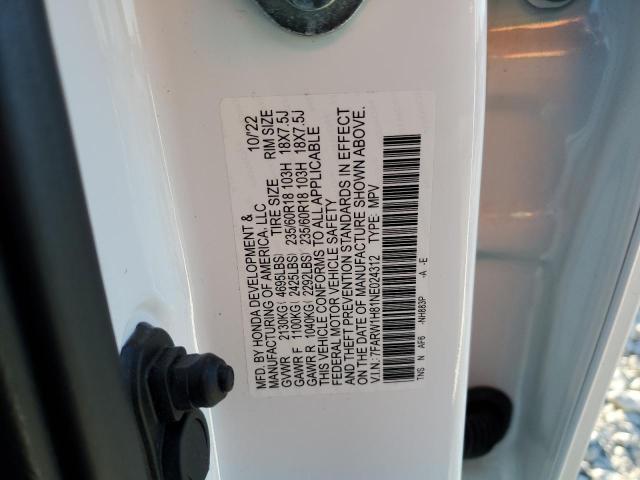 MFD. BY HONDA DEVELOPMENT & 10/'22
MANUFACTURING OF AMERICA, LLC
TIRE SIZE RIM SIZE
GVWR 2130KG( 4695LBS)
GAWR F 1100KG( 2425LBS) 235/60R18 103H 18X7.5J
GAWR R 1040KG( 2292LBS) 235/60R18 103H 18X7.5J
THIS VEHICLE CONFORMS TO ALL APPLICABLE
FEDERAL MOTOR VEHICLE SAFETY
AND THEFT PREVENTION STANDARDS IN EFFECT
ON THE DATE OF MANUFACTURE SHOWN ABOVE.
V.I.N.: 7FARW1H81NE024312 TYPE: MPV
TNS N AF6 -NH883P -A -E